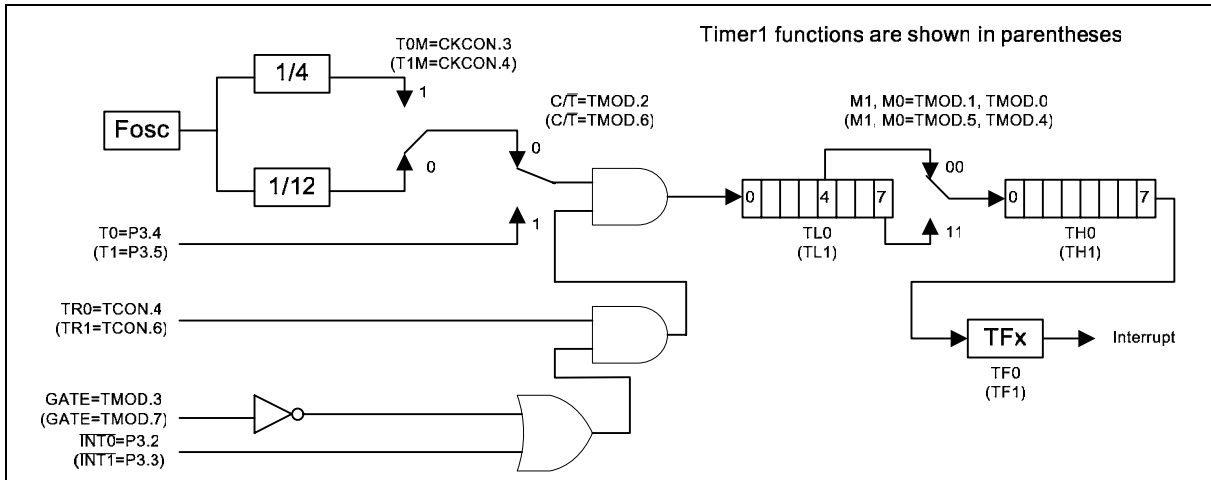 Timer1 functions are shown in parentheses
T0M=CKCON.3
(T1M=CKCON.4)
1/4
1
Fosc
C/T̅=TMOD.2
(C/T̅=TMOD.6)
M1, M0=TMOD.1, TMOD.0
(M1, M0=TMOD.5, TMOD.4)
0
0
1/12
00
0 4 7
0 7
T0=P3.4
(T1=P3.5)
1
11
TL0
(TL1)
TH0
(TH1)
TR0=TCON.4
(TR1=TCON.6)
TFx
Interrupt
TF0
(TF1)
GATE=TMOD.3
(GATE=TMOD.7)
I̅N̅T̅0̅=P3.2
(I̅N̅T̅1̅=P3.3)